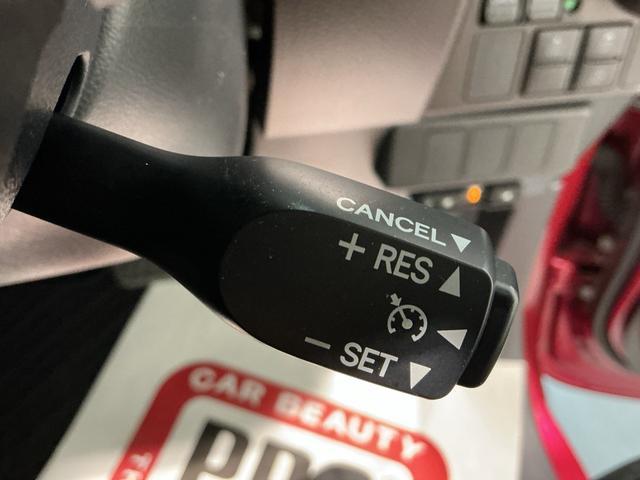 CANCEL ▼
+ RES ▲
◀
− SET ▼
CAR BEAUTY